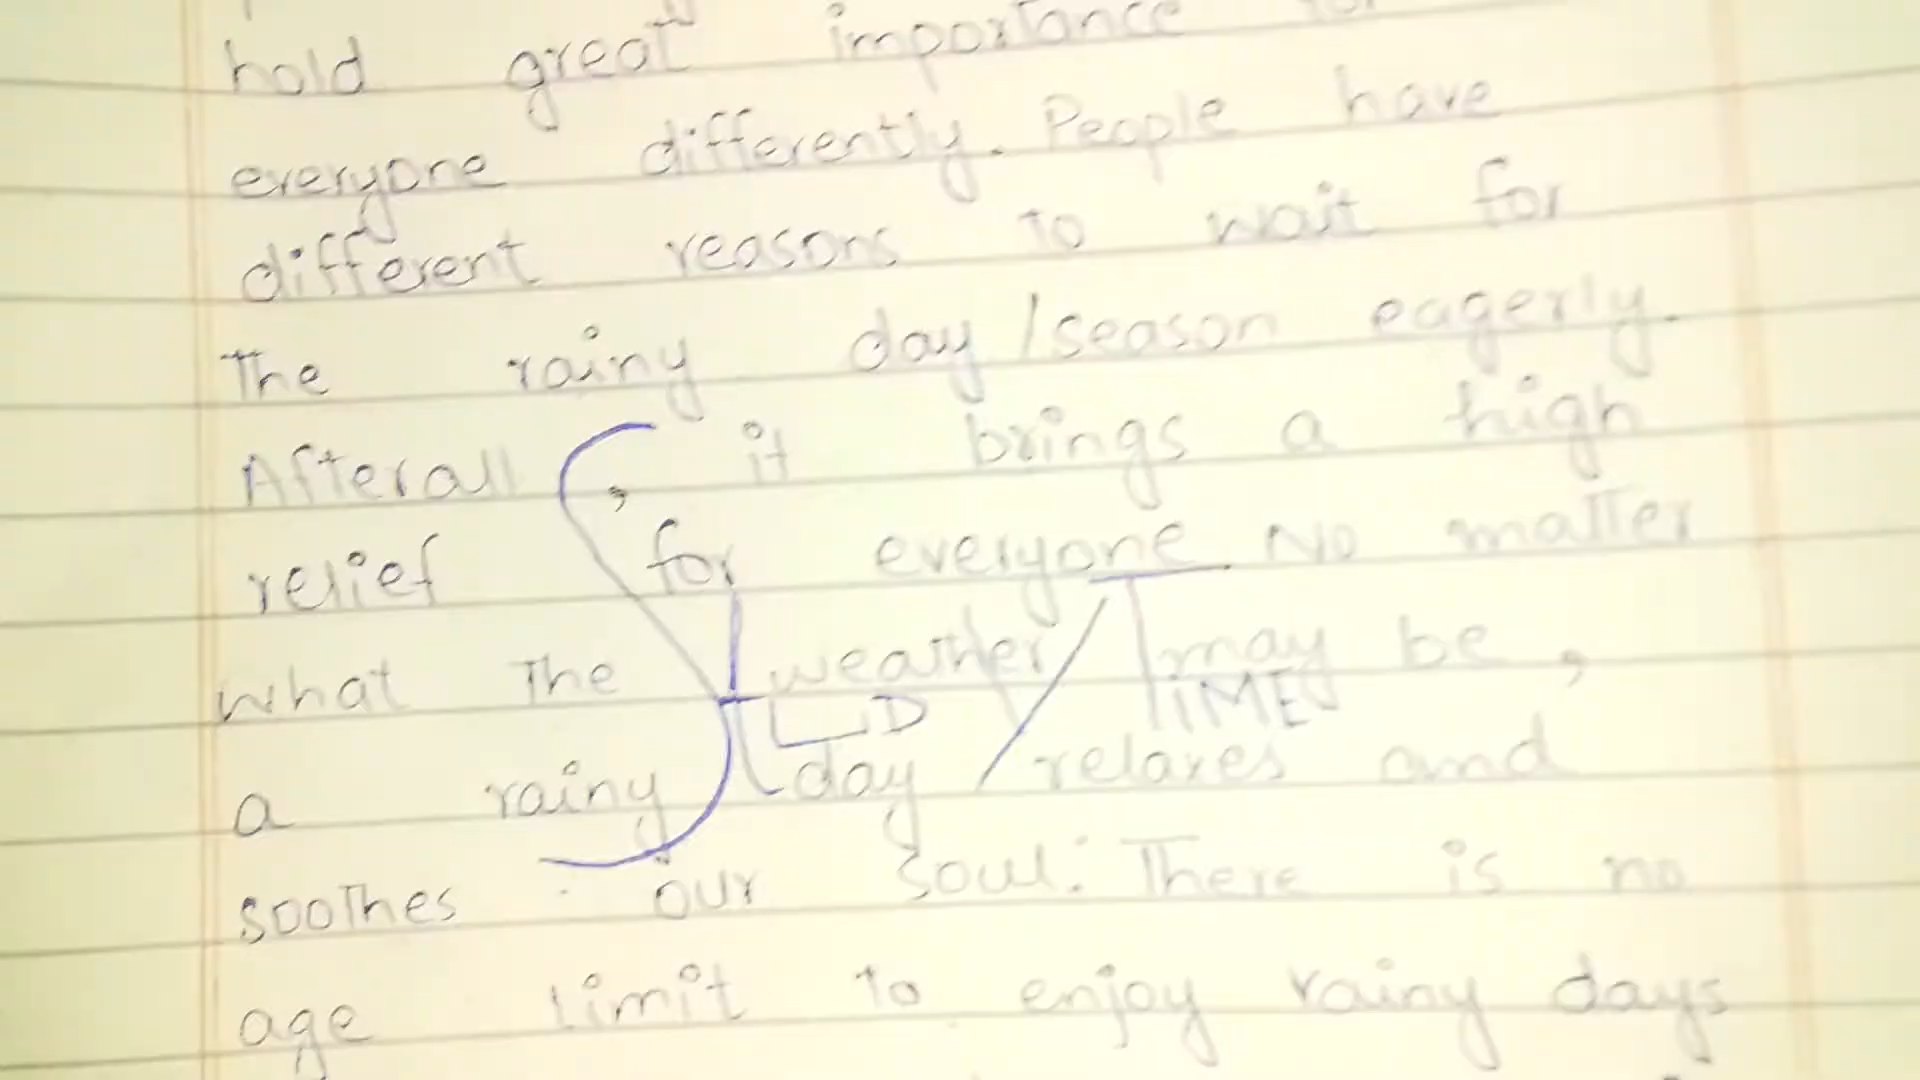 hold great importance for
everyone differently. People have
different reasons to wait for
the rainy day/season eagerly.
After all, it brings a high
relief for everyone No matter
what the weather may be,
a rainy day relaxes and
soothes our soul. There is no
age limit to enjoy rainy days